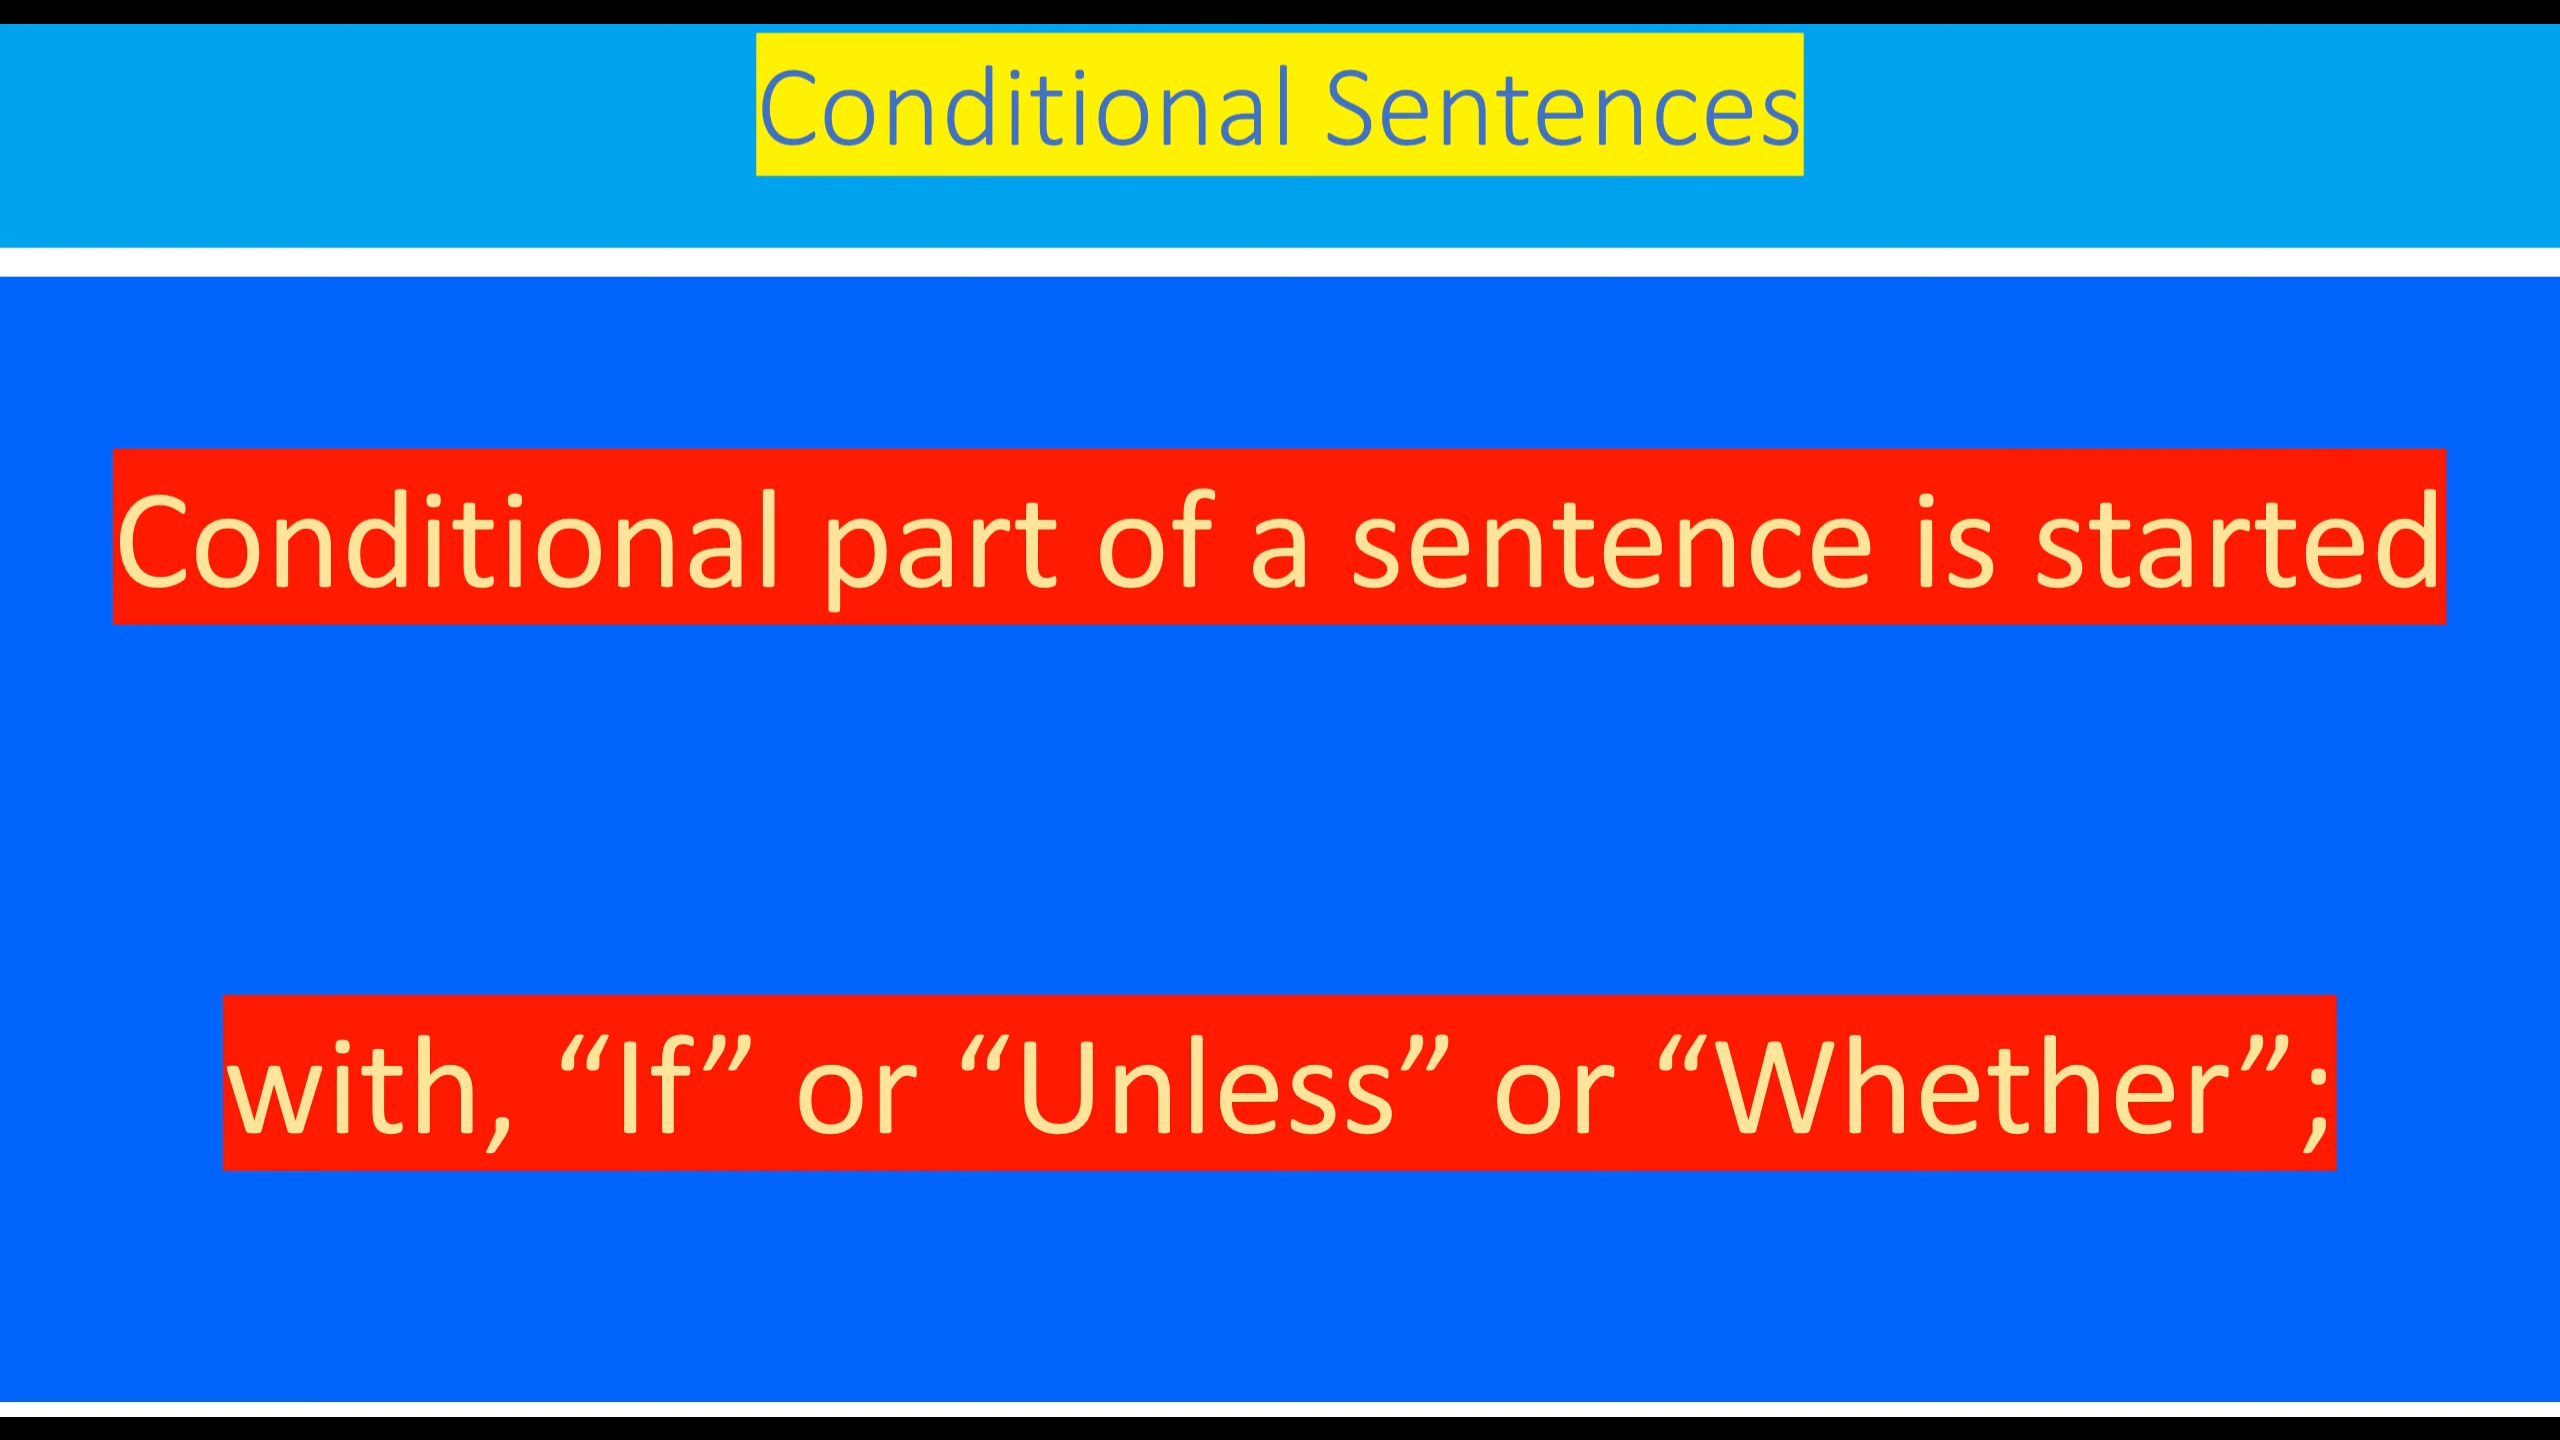 Conditional Sentences
Conditional part of a sentence is started
with, “If” or “Unless” or “Whether”;